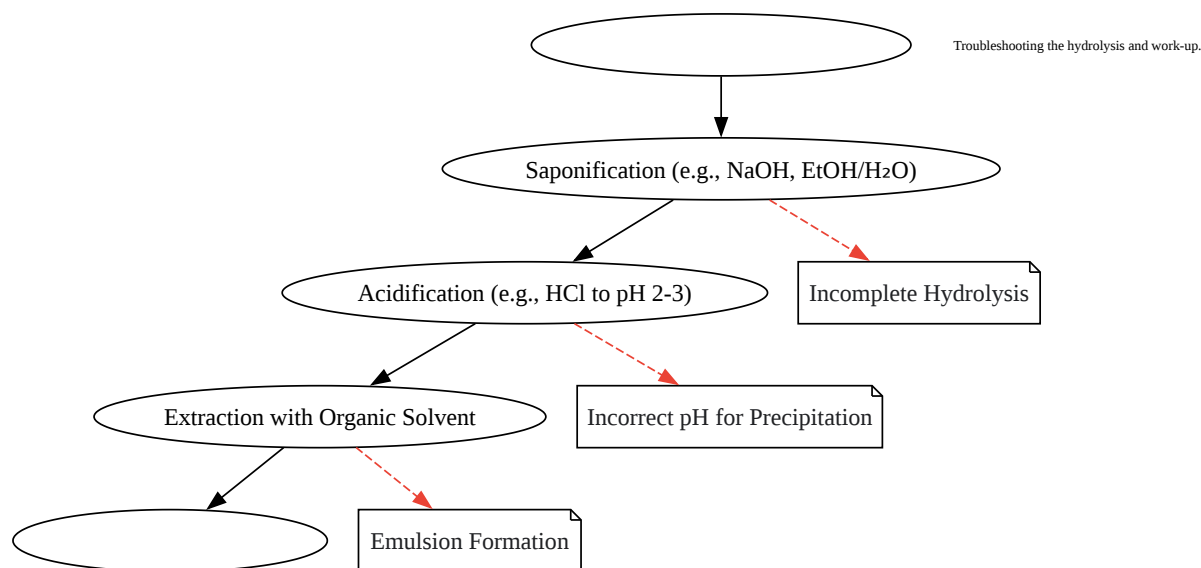 Troubleshooting the hydrolysis and work-up.
Saponification (e.g., NaOH, EtOH/H₂O)
Acidification (e.g., HCl to pH 2-3)
Incomplete Hydrolysis
Extraction with Organic Solvent
Incorrect pH for Precipitation
Emulsion Formation